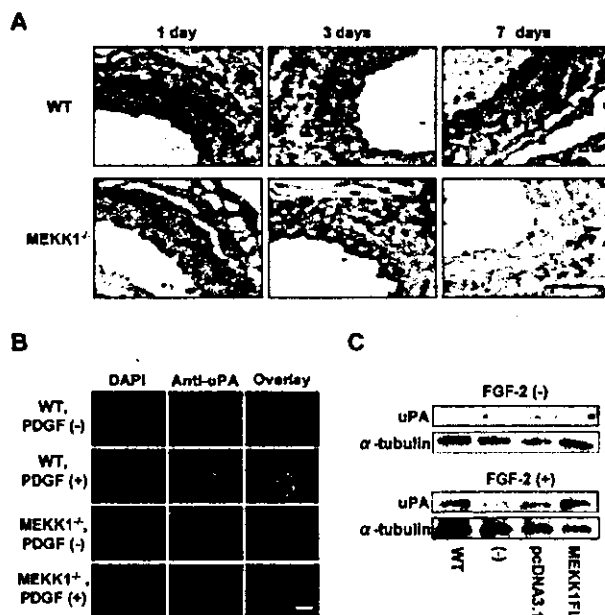 A
1 day 3 days 7 days
WT
MEKK1-/-
B
DAPI Anti-uPA Overlay
WT,
PDGF (-)
WT,
PDGF (+)
MEKK1-/-,
PDGF (-)
MEKK1-/-,
PDGF (+)
C
FGF-2 (-)
uPA
α-tubulin
FGF-2 (+)
uPA
α-tubulin
WT
(-)
pcDNA3.1